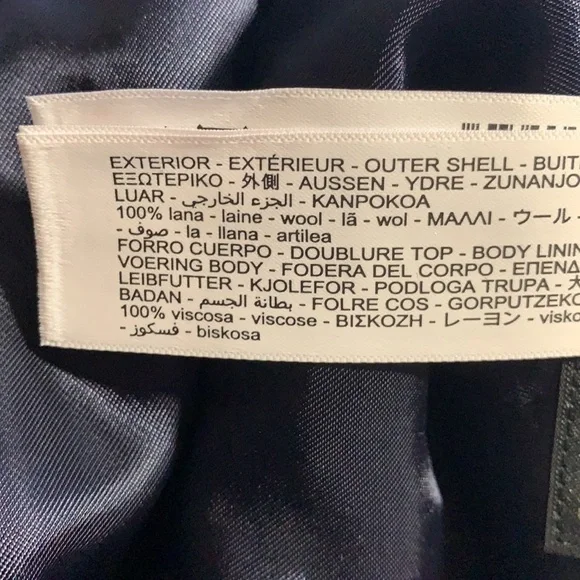 EXTERIOR - EXTÉRIEUR - OUTER SHELL - BUIT
ΕΞΩΤΕΡΙΚΟ - 外側 - AUSSEN - YDRE - ZUNANJO
LUAR - الجزء الخارجي - KANPOKOA
100% lana - laine - wool - lã - wol - ΜΑΛΛΙ - ウール -
- صوف - la - llana - artilea
FORRO CUERPO - DOUBLURE TOP - BODY LININ
VOERING BODY - FODERA DEL CORPO - ΕΠΕΝΔ
LEIBFUTTER - KJOLEFOR - PODLOGA TRUPA - 大
BADAN - بطانة الجسم - FOLRE COS - GORPUTZEKO
100% viscosa - viscose - ΒΙΣΚΟΖΗ - レーヨン - visko
- فسكوز - biskosa